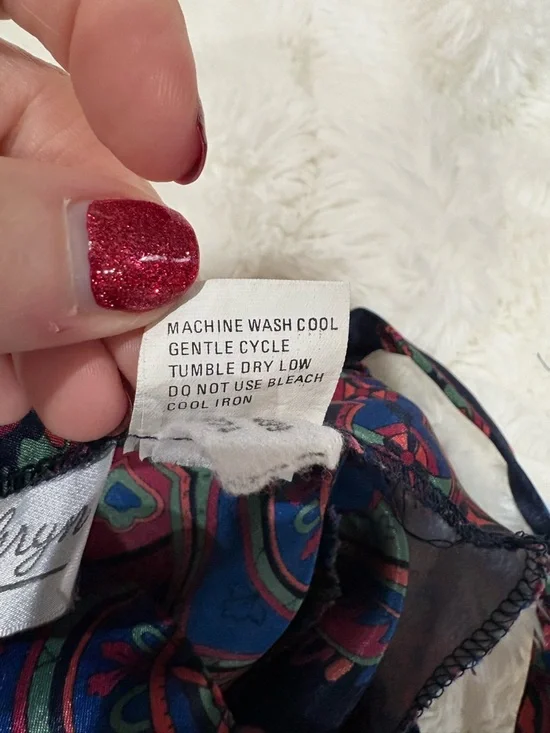 MACHINE WASH COOL
GENTLE CYCLE
TUMBLE DRY LOW
DO NOT USE BLEACH
COOL IRON